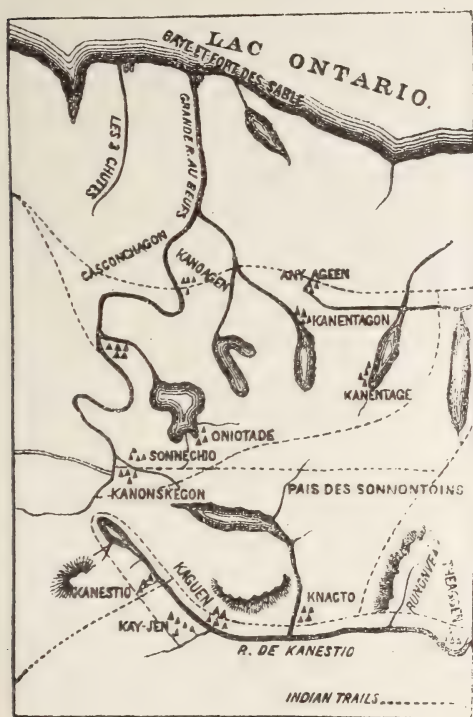 LAC ONTARIO.
BAYE ET FORT DES SABLE
LES 3 CHUTES
GRANDE R. AU BEUFS
CASCONCHAGON
KANOAGEN
ANY AGEEN
KANENTAGON
KANENTAGE
ONIOTADE
SONNECHIO
KANONSKEGON
PAIS DES SONNONTOINS
KANESTIO
KAGUEN
KAY-JEN
KNACTO
R. DE KANESTIO
INDIAN TRAILS